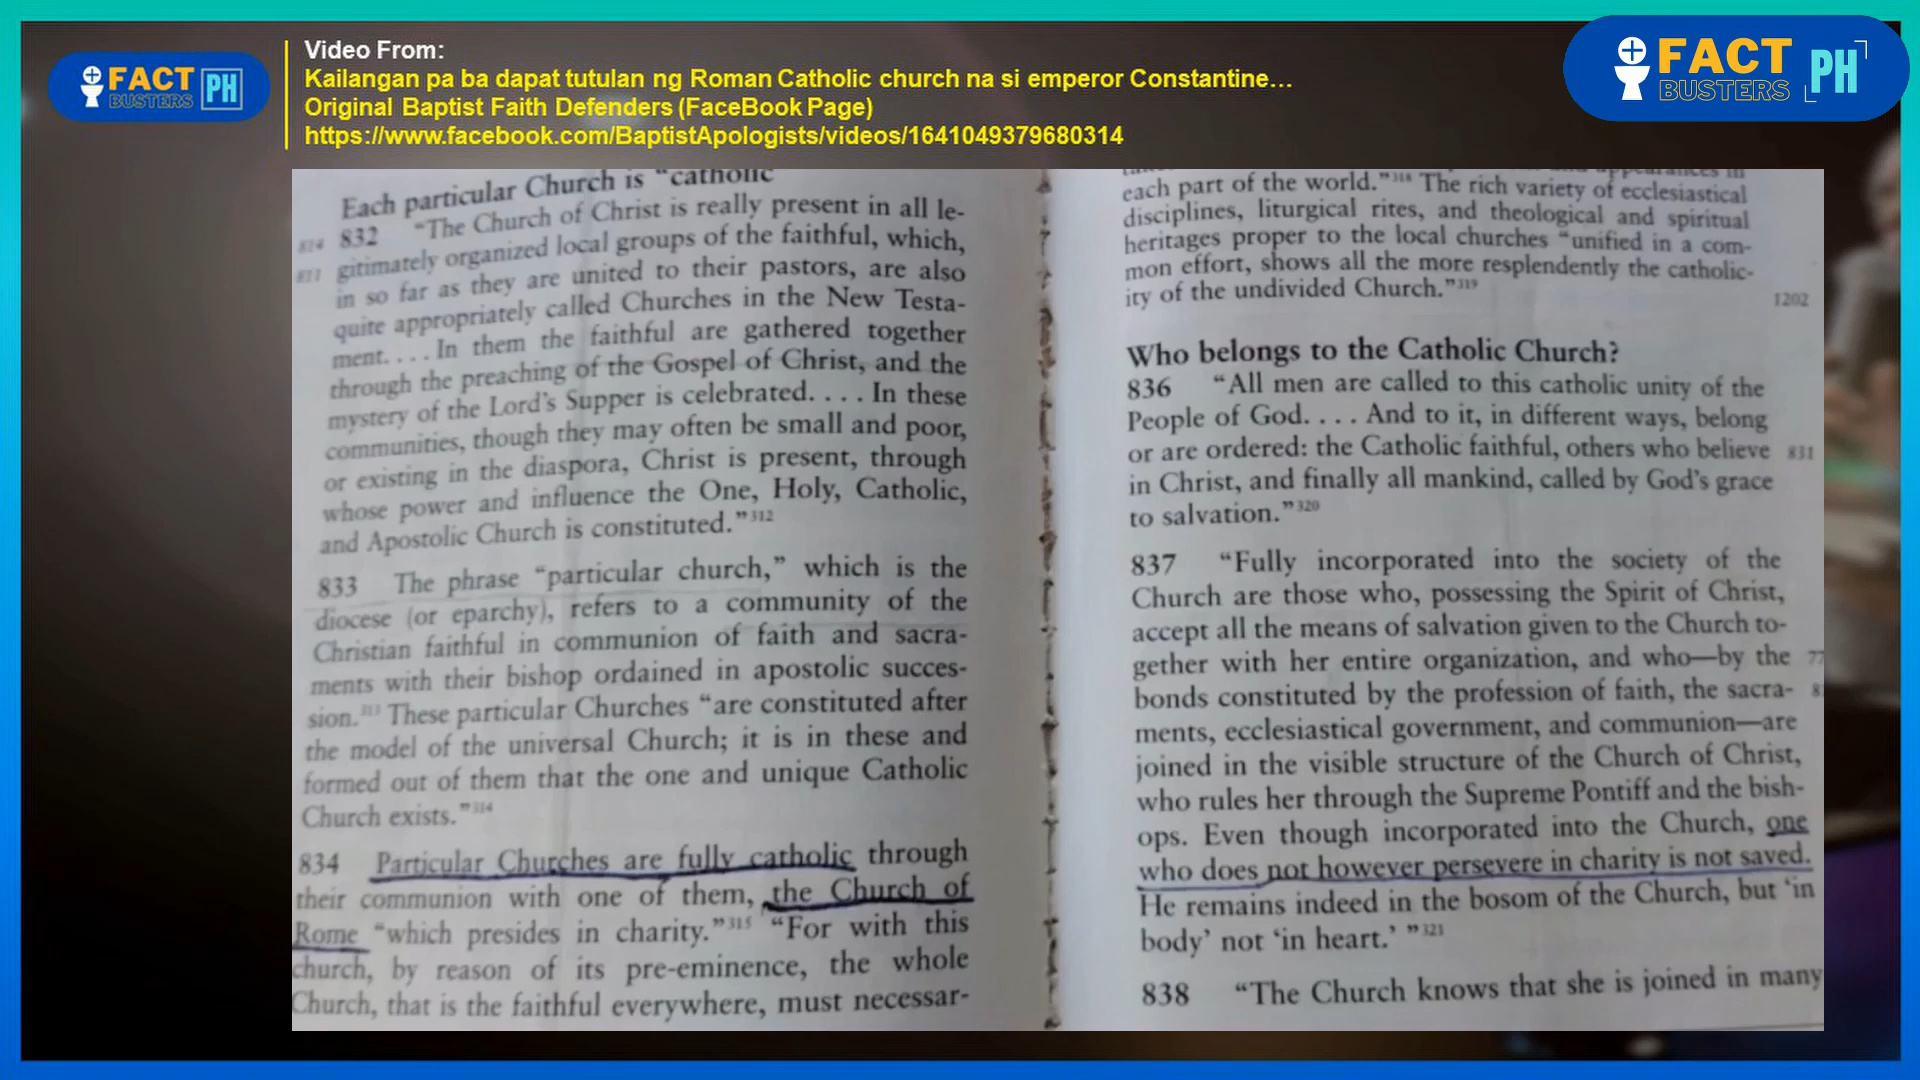 FACT
BUSTERS
PH
Video From:
Kailangan pa ba dapat tutulan ng Roman Catholic church na si emperor Constantine...
Original Baptist Faith Defenders (FaceBook Page)
https://www.facebook.com/BaptistApologists/videos/1641049379680314
FACT
BUSTERS
PH
Each particular Church is "catholic
814 832 "The Church of Christ is really present in all le-
811 gitimately organized local groups of the faithful, which,
in so far as they are united to their pastors, are also
quite appropriately called Churches in the New Testa-
ment. . . . In them the faithful are gathered together
through the preaching of the Gospel of Christ, and the
mystery of the Lord's Supper is celebrated. . . . In these
communities, though they may often be small and poor,
or existing in the diaspora, Christ is present, through
whose power and influence the One, Holy, Catholic,
and Apostolic Church is constituted."312
833 The phrase "particular church," which is the
diocese (or eparchy), refers to a community of the
Christian faithful in communion of faith and sacra-
ments with their bishop ordained in apostolic succes-
sion.313 These particular Churches "are constituted after
the model of the universal Church; it is in these and
formed out of them that the one and unique Catholic
Church exists."314
834 Particular Churches are fully catholic through
their communion with one of them, the Church of
Rome "which presides in charity."315 "For with this
church, by reason of its pre-eminence, the whole
Church, that is the faithful everywhere, must necessar-
appearances in
each part of the world."318 The rich variety of ecclesiastical
disciplines, liturgical rites, and theological and spiritual
heritages proper to the local churches "unified in a com-
mon effort, shows all the more resplendently the catholic-
ity of the undivided Church."319
1202
Who belongs to the Catholic Church?
836 "All men are called to this catholic unity of the
People of God. . . . And to it, in different ways, belong
or are ordered: the Catholic faithful, others who believe 831
in Christ, and finally all mankind, called by God's grace
to salvation."320
837 "Fully incorporated into the society of the
Church are those who, possessing the Spirit of Christ,
accept all the means of salvation given to the Church to-
gether with her entire organization, and who—by the 77
bonds constituted by the profession of faith, the sacra- 8
ments, ecclesiastical government, and communion—are
joined in the visible structure of the Church of Christ,
who rules her through the Supreme Pontiff and the bish-
ops. Even though incorporated into the Church, one
who does not however persevere in charity is not saved.
He remains indeed in the bosom of the Church, but 'in
body' not 'in heart.' "321
838 "The Church knows that she is joined in many